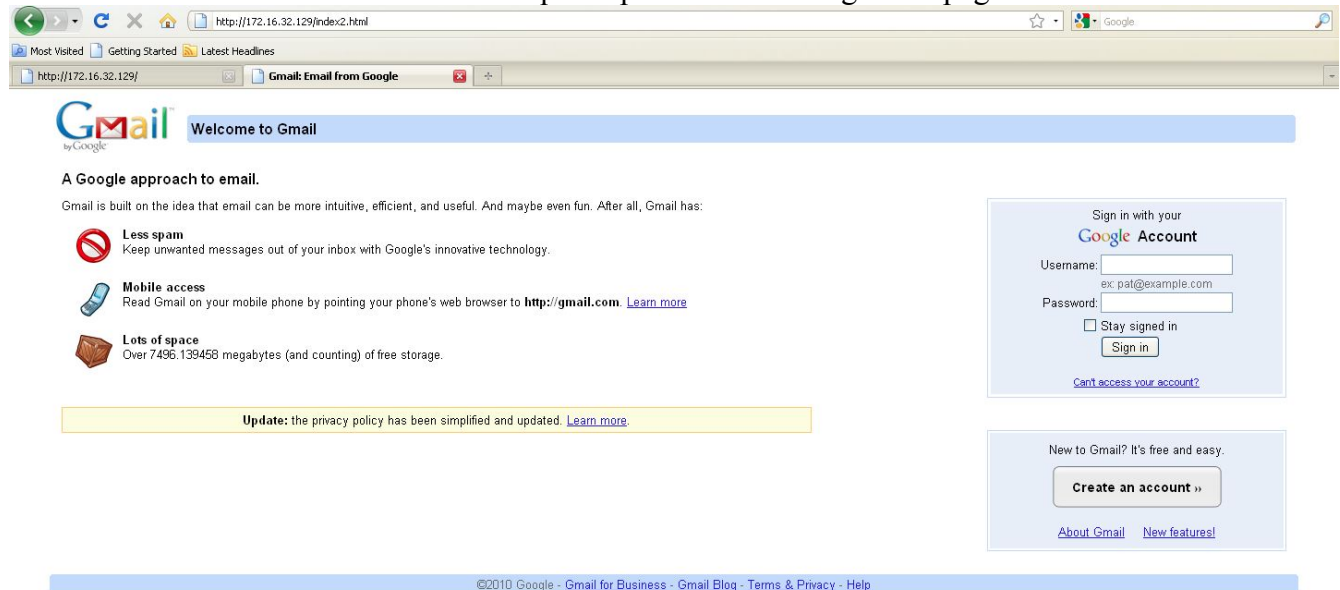 http://172.16.32.129/index2.html
Google
Most Visited Getting Started Latest Headlines
http://172.16.32.129/ Gmail: Email from Google
Gmail
by Google
Welcome to Gmail
A Google approach to email.
Gmail is built on the idea that email can be more intuitive, efficient, and useful. And maybe even fun. After all, Gmail has:
Less spam
Keep unwanted messages out of your inbox with Google's innovative technology.
Mobile access
Read Gmail on your mobile phone by pointing your phone's web browser to http://gmail.com. Learn more
Lots of space
Over 7496.139458 megabytes (and counting) of free storage.
Update: the privacy policy has been simplified and updated. Learn more.
Sign in with your
Google Account
Username:
ex: pat@example.com
Password:
Stay signed in
Sign in
Can't access your account?
New to Gmail? It's free and easy.
Create an account »
About Gmail New features!
©2010 Google - Gmail for Business - Gmail Blog - Terms & Privacy - Help